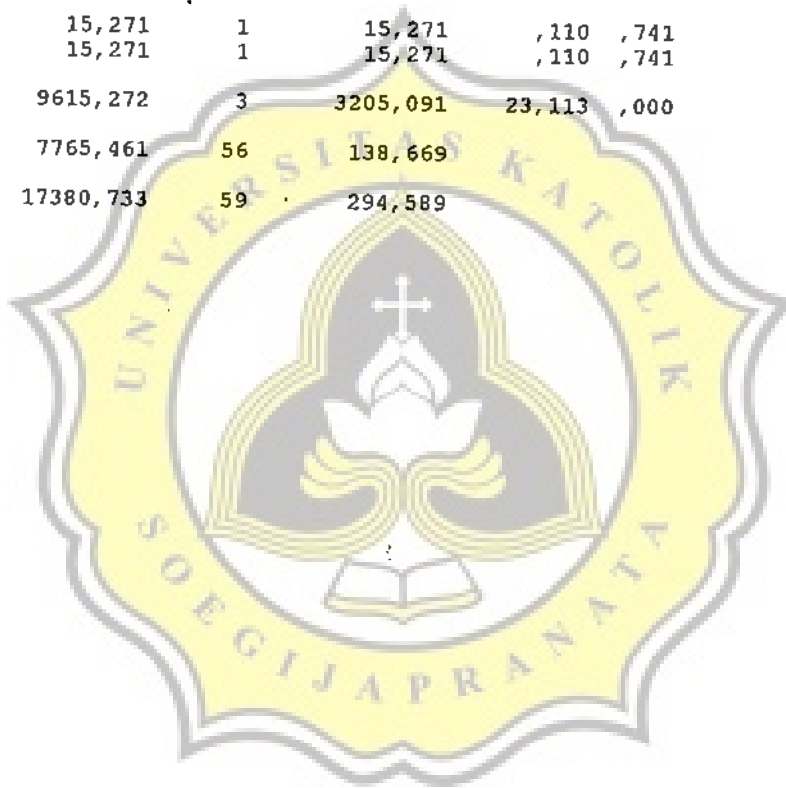 15,271 1 15,271 ,110 ,741
15,271 1 15,271 ,110 ,741
9615,272 3 3205,091 23,113 ,000
7765,461 56 138,669
17380,733 59 294,589
UNIVERSITAS KATOLIK
SOEGIJAPRANATA